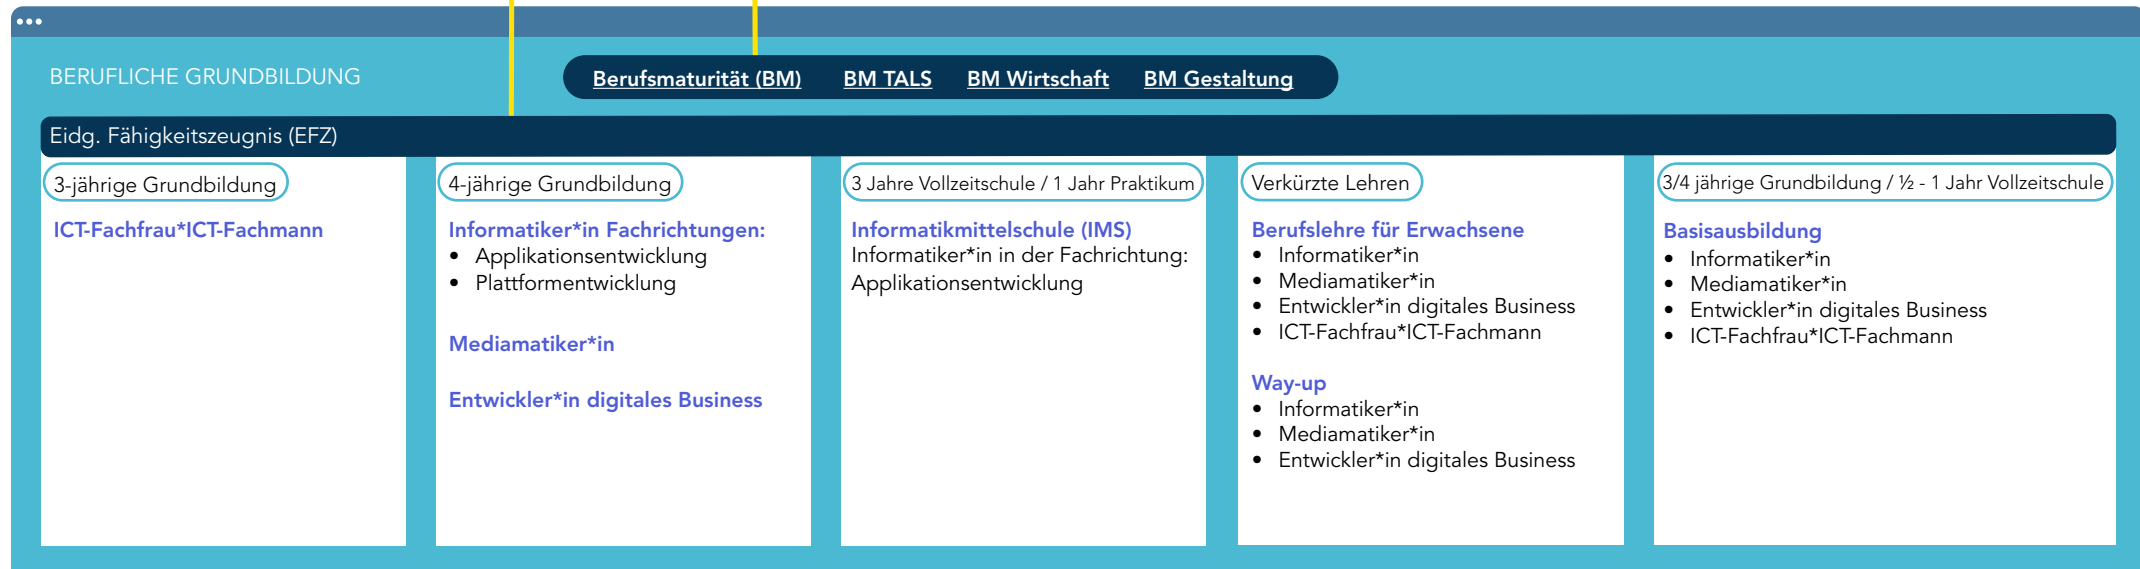 BERUFLICHE GRUNDBILDUNG
Berufsmaturität (BM) BM TALS BM Wirtschaft BM Gestaltung
Eidg. Fähigkeitszeugnis (EFZ)
3-jährige Grundbildung
ICT-Fachfrau*ICT-Fachmann
4-jährige Grundbildung
Informatiker*in Fachrichtungen:
• Applikationsentwicklung
• Plattformentwicklung
Mediamatiker*in
Entwickler*in digitales Business
3 Jahre Vollzeitschule / 1 Jahr Praktikum
Informatikmittelschule (IMS)
Informatiker*in in der Fachrichtung:
Applikationsentwicklung
Verkürzte Lehren
Berufslehre für Erwachsene
• Informatiker*in
• Mediamatiker*in
• Entwickler*in digitales Business
• ICT-Fachfrau*ICT-Fachmann
Way-up
• Informatiker*in
• Mediamatiker*in
• Entwickler*in digitales Business
3/4 jährige Grundbildung / ½ - 1 Jahr Vollzeitschule
Basisausbildung
• Informatiker*in
• Mediamatiker*in
• Entwickler*in digitales Business
• ICT-Fachfrau*ICT-Fachmann